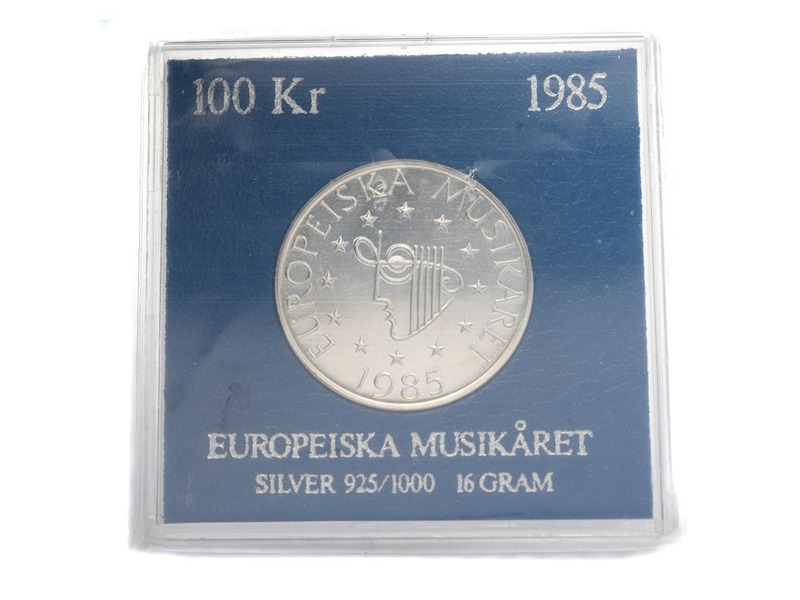 100 Kr 1985
EUROPEISKA MUSIKÅRET
1985
EUROPEISKA MUSIKÅRET
SILVER 925/1000 16 GRAM